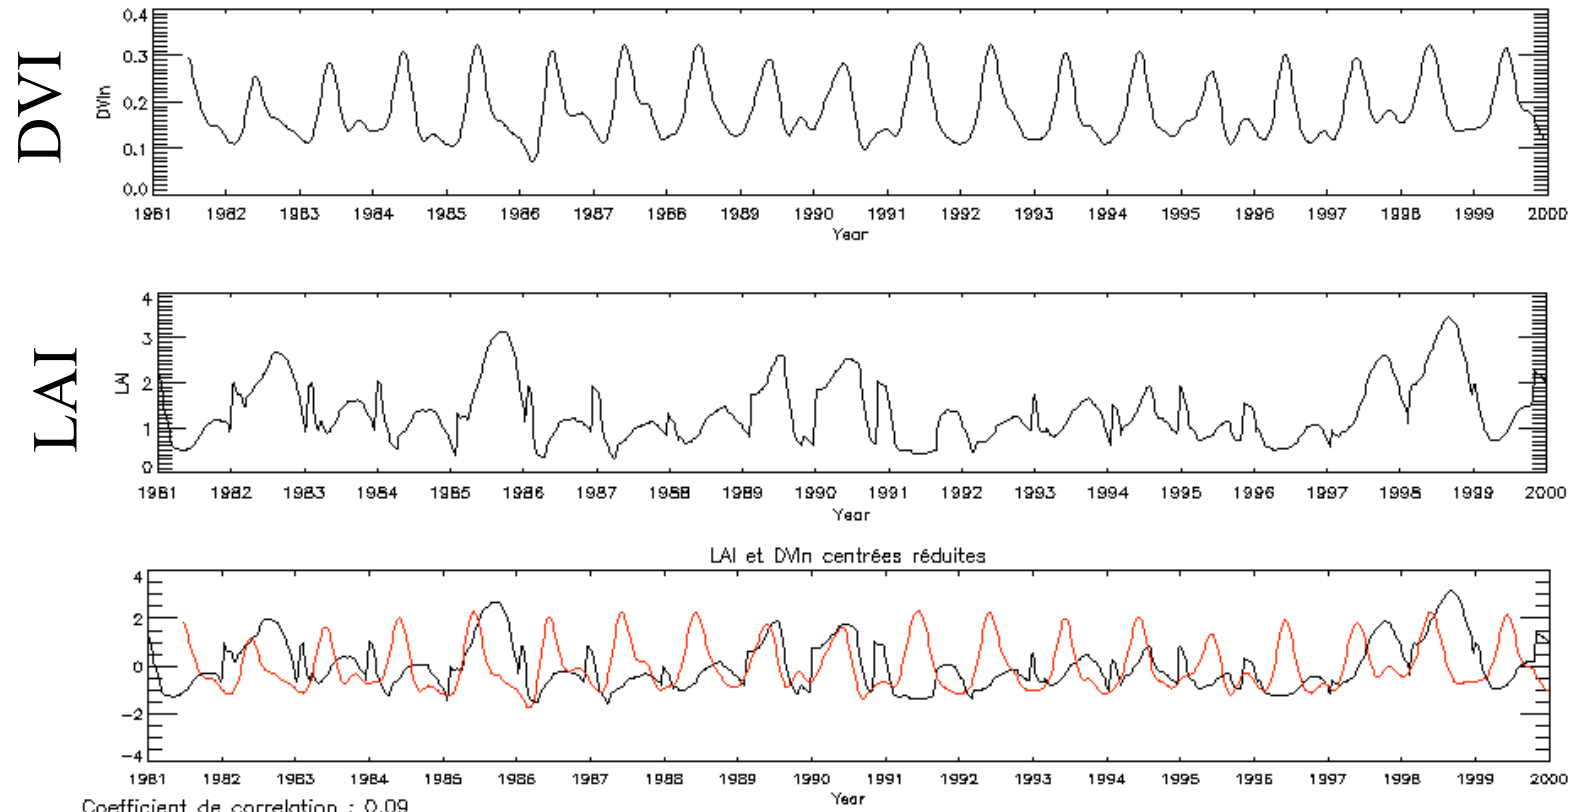 DVI
DVIn
0.4
0.3
0.2
0.1
0.0
1981 1982 1983 1984 1985 1986 1987 1988 1989 1990 1991 1992 1993 1994 1995 1996 1997 1998 1999 2000
Year
LAI
LAI
4
3
2
1
0
1981 1982 1983 1984 1985 1986 1987 1988 1989 1990 1991 1992 1993 1994 1995 1996 1997 1998 1999 2000
Year
LAI et DVIn centrées réduites
4
2
0
-2
-4
1981 1982 1983 1984 1985 1986 1987 1988 1989 1990 1991 1992 1993 1994 1995 1996 1997 1998 1999 2000
Year
Coefficient de correlation : 0.09